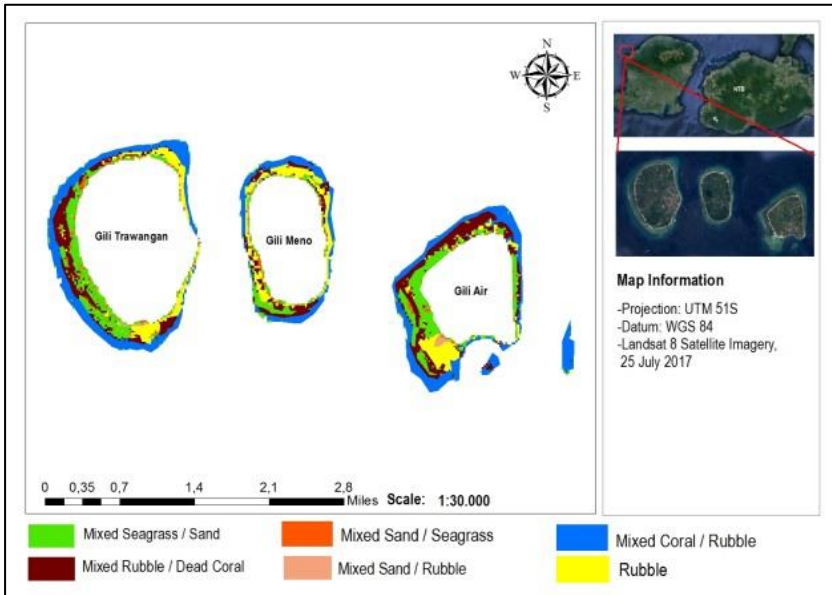 N
W E
S
Gili Trawangan
Gili Meno
Gili Air
0 0,35 0,7 1,4 2,1 2,8 Miles Scale: 1:30.000
NTB
Map Information
-Projection: UTM 51S
-Datum: WGS 84
-Landsat 8 Satellite Imagery,
25 July 2017
Mixed Seagrass / Sand
Mixed Sand / Seagrass
Mixed Coral / Rubble
Mixed Rubble / Dead Coral
Mixed Sand / Rubble
Rubble